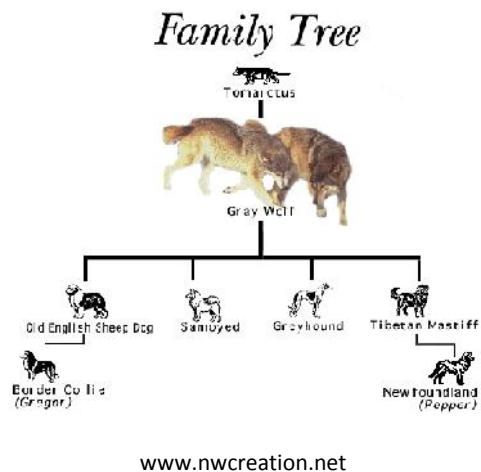 Family Tree
Tomarctus
Gray Wolf
Old English Sheep Dog Samoyed Greyhound Tibetan Mastiff
Border Collie
(Gregor)
Newfoundland
(Pepper)
www.nwcreation.net